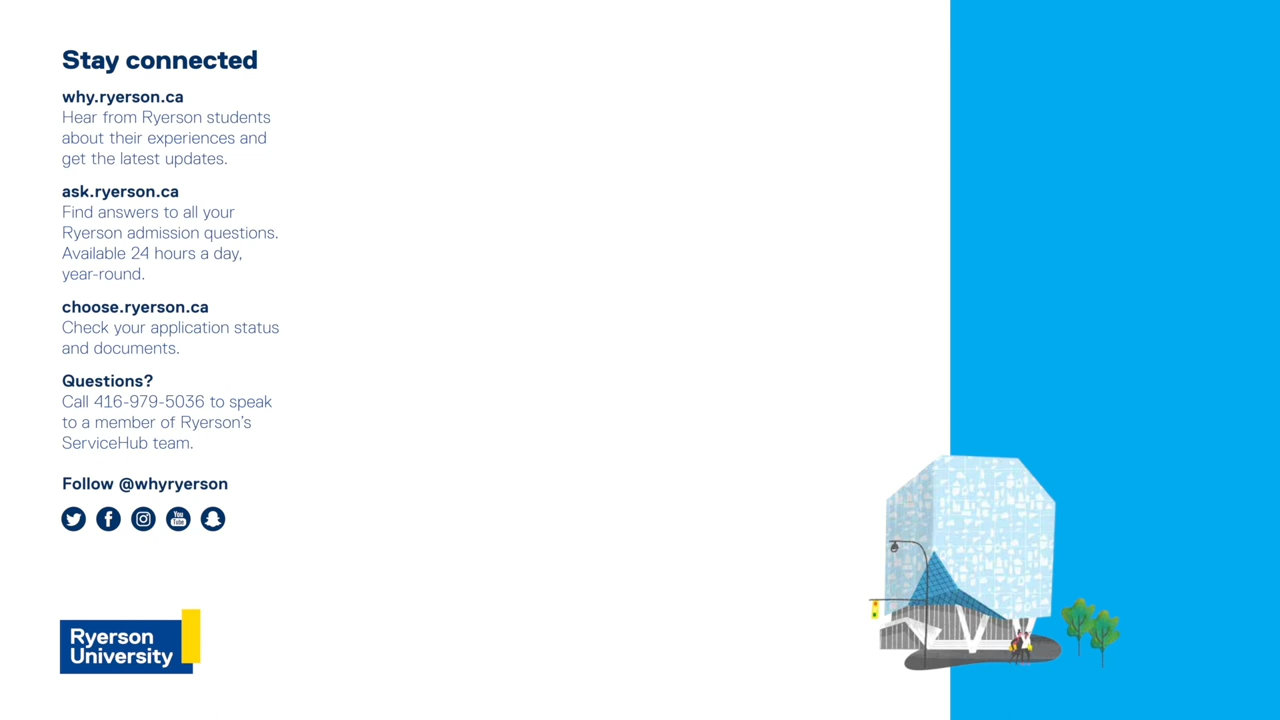 Stay connected
why.ryerson.ca
Hear from Ryerson students
about their experiences and
get the latest updates.
ask.ryerson.ca
Find answers to all your
Ryerson admission questions.
Available 24 hours a day,
year-round.
choose.ryerson.ca
Check your application status
and documents.
Questions?
Call 416-979-5036 to speak
to a member of Ryerson’s
ServiceHub team.
Follow @whyryerson
You
Tube
Ryerson
University